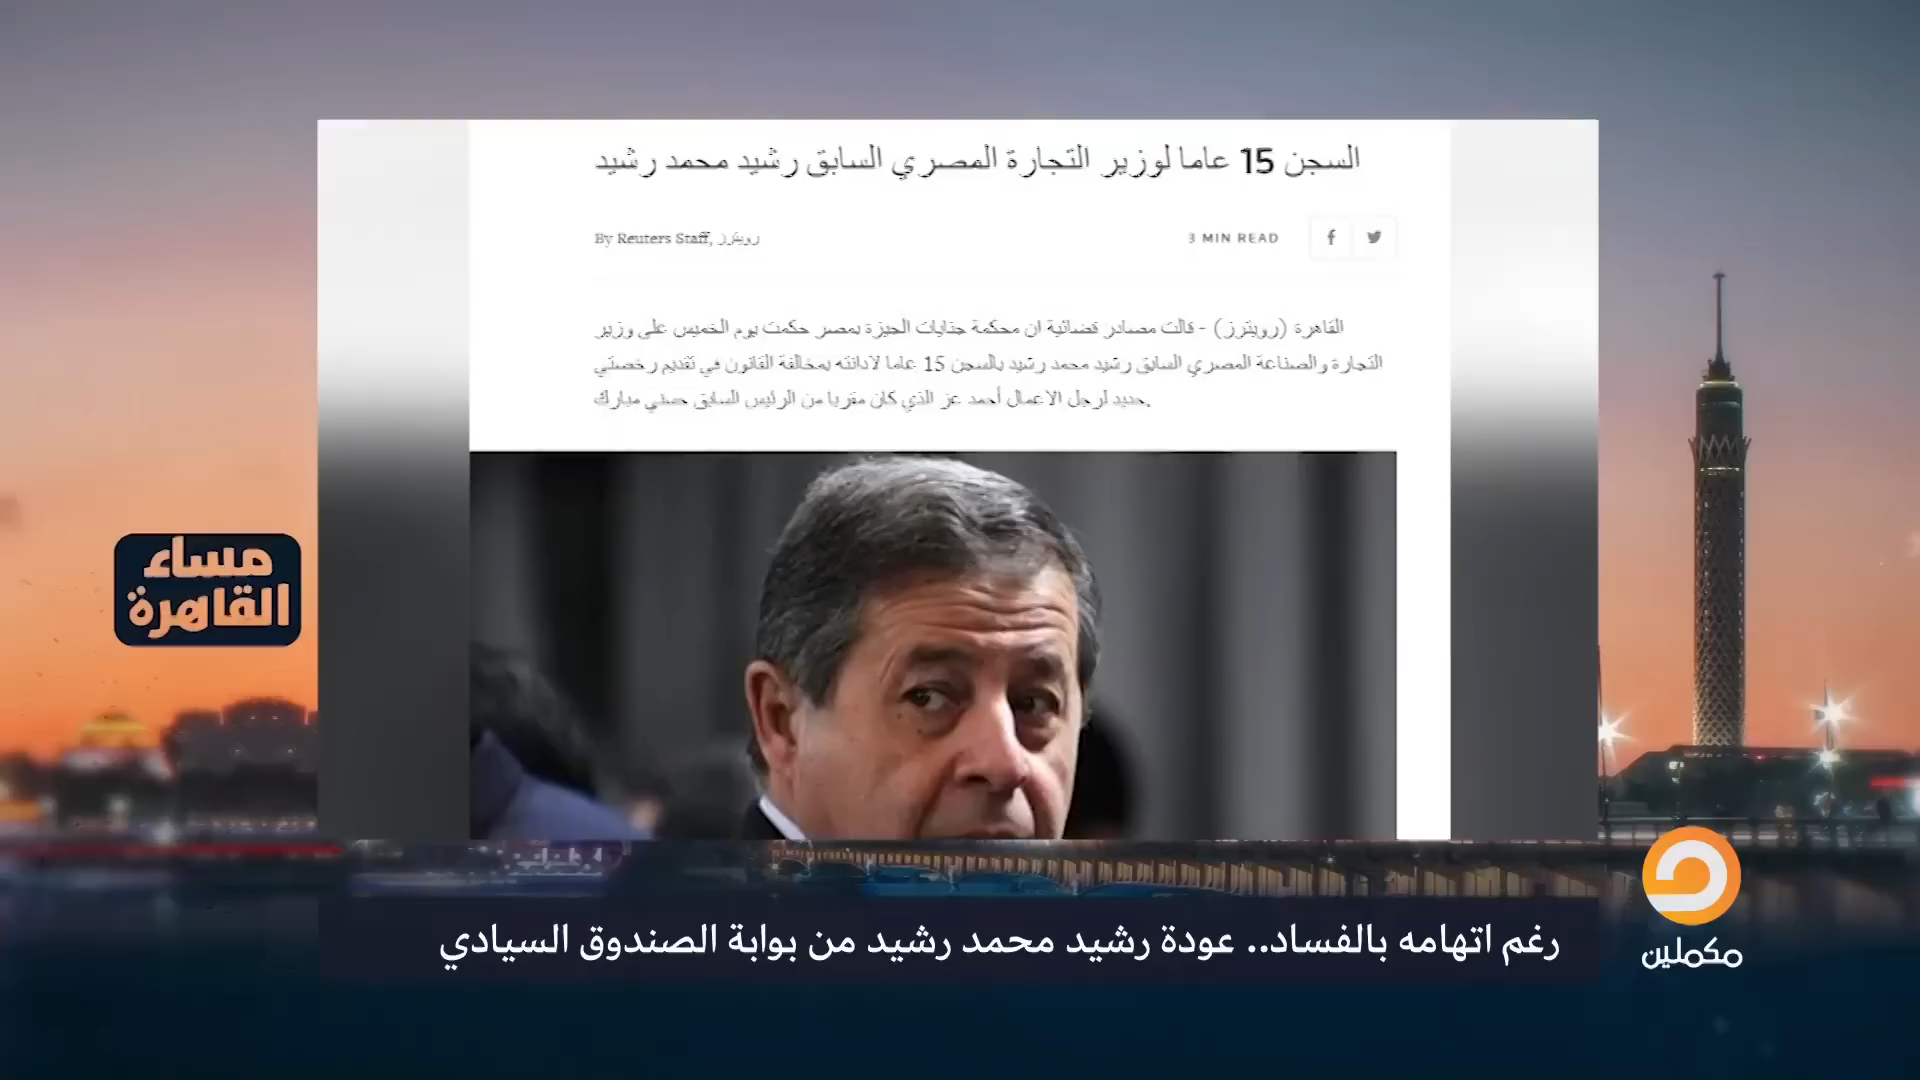 السجن 15 عاما لوزير التجارة المصري السابق رشيد محمد رشيد
By Reuters Staff, رويترز
3 MIN READ
القاهرة (رويترز) - قالت مصادر قضائية ان محكمة جنايات الجيزة بمصر حكمت يوم الخميس على وزير
التجارة والصناعة المصري السابق رشيد محمد رشيد بالسجن 15 عاما لادانته بمخالفة القانون في تقديم رخصتي
حديد لرجل الاعمال أحمد عز الذي كان مقربا من الرئيس السابق حسني مبارك.
مساء
القاهرة
رغم اتهامه بالفساد.. عودة رشيد محمد رشيد من بوابة الصندوق السيادي
مكملين